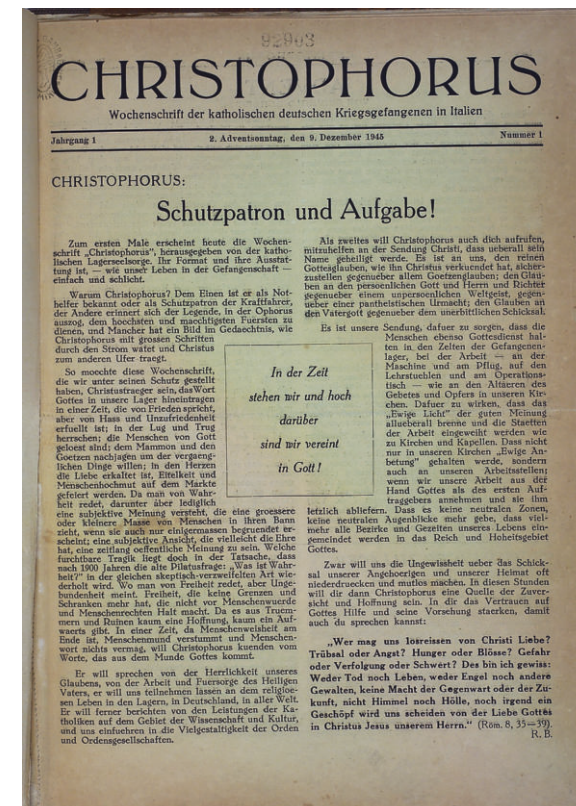 92903
CHRISTOPHORUS
Wochenschrift der katholischen deutschen Kriegsgefangenen in Italien
Jahrgang 1
2. Adventsonntag, den 9. Dezember 1945
Nummer 1
CHRISTOPHORUS:
Schutzpatron und Aufgabe!
Zum ersten Male erscheint heute die Wochen-
schrift „Christophorus", herausgegeben von der katho-
lischen Lagerseelsorge. Ihr Format und ihre Ausstat-
tung ist, — wie unser Leben in der Gefangenschaft —
einfach und schlicht.
Warum Christophorus? Dem Einen ist er als Not-
helfer bekannt oder als Schutzpatron der Kraftfahrer,
der Andere erinnert sich der Legende, in der Ophorus
auszog, dem hoechsten und maechtigsten Fuersten zu
dienen, und Mancher hat ein Bild im Gedaechtnis, wie
Christophorus mit grossen Schritten
durch den Strom watet und Christus
zum anderen Ufer traegt.
So moechte diese Wochenschrift,
die wir unter seinen Schutz gestellt
haben, Christustraeger sein, dasWort
Gottes in unsere Lager hineintragen
in einer Zeit, die von Frieden spricht,
aber von Hass und Unzufriedenheit
erfuellt ist; in der Lug und Trug
herrschen; die Menschen von Gott
geloest sind; dem Mammon und den
Goetzen nachjagen um der vergaeng-
lichen Dinge willen; in den Herzen
die Liebe erkaltet ist, Eitelkeit und
Menschenhochmut auf dem Markte
gefeiert werden. Da man von Wahr-
heit redet, darunter aber lediglich
eine subjektive Meinung versteht, die eine groessere
oder kleinere Masse von Menschen in ihren Bann
zieht, wenn sie auch nur einigermassen begruendet er-
scheint; eine subjektive Ansicht, die vielleicht die Ehre
hat, eine zeitlang oeffentliche Meinung zu sein. Welche
furchtbare Tragik liegt doch in der Tatsache, dass
nach 1900 Jahren die alte Pilatusfrage: „Was ist Wahr-
heit?" in der gleichen skeptisch-verzweifelten Art wie-
derholt wird. Wo man von Freiheit redet, aber Unge-
bundenheit meint. Freiheit, die keine Grenzen und
Schranken mehr hat, die nicht vor Menschenwuerde
und Menschenrechten Halt macht. Da es aus Truem-
mern und Ruinen kaum eine Hoffnung, kaum ein Auf-
waerts gibt. In einer Zeit, da Menschenweisheit am
Ende ist, Menschenmund verstummt und Menschen-
wort nichts vermag, will Christophorus kuenden vom
Worte, das aus dem Munde Gottes kommt.
Er will sprechen von der Herrlichkeit unseres
Glaubens, von der Arbeit und Fuersorge des Heiligen
Vaters, er will uns teilnehmen lassen an dem religioe-
sen Leben in den Lagern, in Deutschland, in aller Welt.
Er will ferner berichten von den Leistungen der Ka-
tholiken auf dem Gebiet der Wissenschaft und Kultur,
und uns einfuehren in die Vielgestaltigkeit der Orden
und Ordensgesellschaften.
In der Zeit
stehen wir und hoch
darüber
sind wir vereint
in Gott!
Als zweites will Christophorus auch dich aufrufen,
mitzuhelfen an der Sendung Christi, dass ueberall sein
Name geheiligt werde. Es ist an uns, den reinen
Gottesglauben, wie ihn Christus verkuendet hat, sicher-
zustellen gegenueber allem Goetzenglauben; den Glau-
ben an den persoenlichen Gott und Herrn und Richter
gegenueber einem unpersoenlichen Weltgeist, gegen-
ueber einer pantheistischen Urmacht; den Glauben an
den Vatergott gegenueber dem unerbittlichen Schicksal.
Es ist unsere Sendung, dafuer zu sorgen, dass die
Menschen ebenso Gottesdienst hal-
ten in den Zelten der Gefangenen-
lager, bei der Arbeit — an der
Maschine und am Pflug, auf den
Lehrstuehlen und am Operations-
tisch — wie an den Altaeren des
Gebetes und Opfers in unseren Kir-
chen. Dafuer zu wirken, dass das
„Ewige Licht" der guten Meinung
allueberall brenne und die Staetten
der Arbeit eingeweiht werden wie
zu Kirchen und Kapellen. Dass nicht
nur in unseren Kirchen „Ewige An-
betung" gehalten werde, sondern
auch an unseren Arbeitsstellen;
wenn wir unsere Arbeit aus der
Hand Gottes als des ersten Auf-
traggebers annehmen und sie ihm
letzlich abliefern. Dass es keine neutralen Zonen,
keine neutralen Augenblicke mehr gebe, dass viel-
mehr alle Bezirke und Gezeiten unseres Lebens ein-
gemeindet werden in das Reich und Hoheitsgebiet
Gottes.
Zwar will uns die Ungewissheit ueber das Schick-
sal unserer Angehoerigen und unserer Heimat oft
niederdruecken und mutlos machen. In diesen Stunden
will dir dann Christophorus eine Quelle der Zuver-
sicht und Hoffnung sein. In dir das Vertrauen auf
Gottes Hilfe und seine Vorsehung staerken, damit
auch du sprechen kannst:
„Wer mag uns losreissen von Christi Liebe?
Trübsal oder Angst? Hunger oder Blösse? Gefahr
oder Verfolgung oder Schwert? Des bin ich gewiss:
Weder Tod noch Leben, weder Engel noch andere
Gewalten, keine Macht der Gegenwart oder der Zu-
kunft, nicht Himmel noch Hölle, noch irgend ein
Geschöpf wird uns scheiden von der Liebe Gottes
in Christus Jesus unserem Herrn." (Röm. 8, 35—39).
R. B.